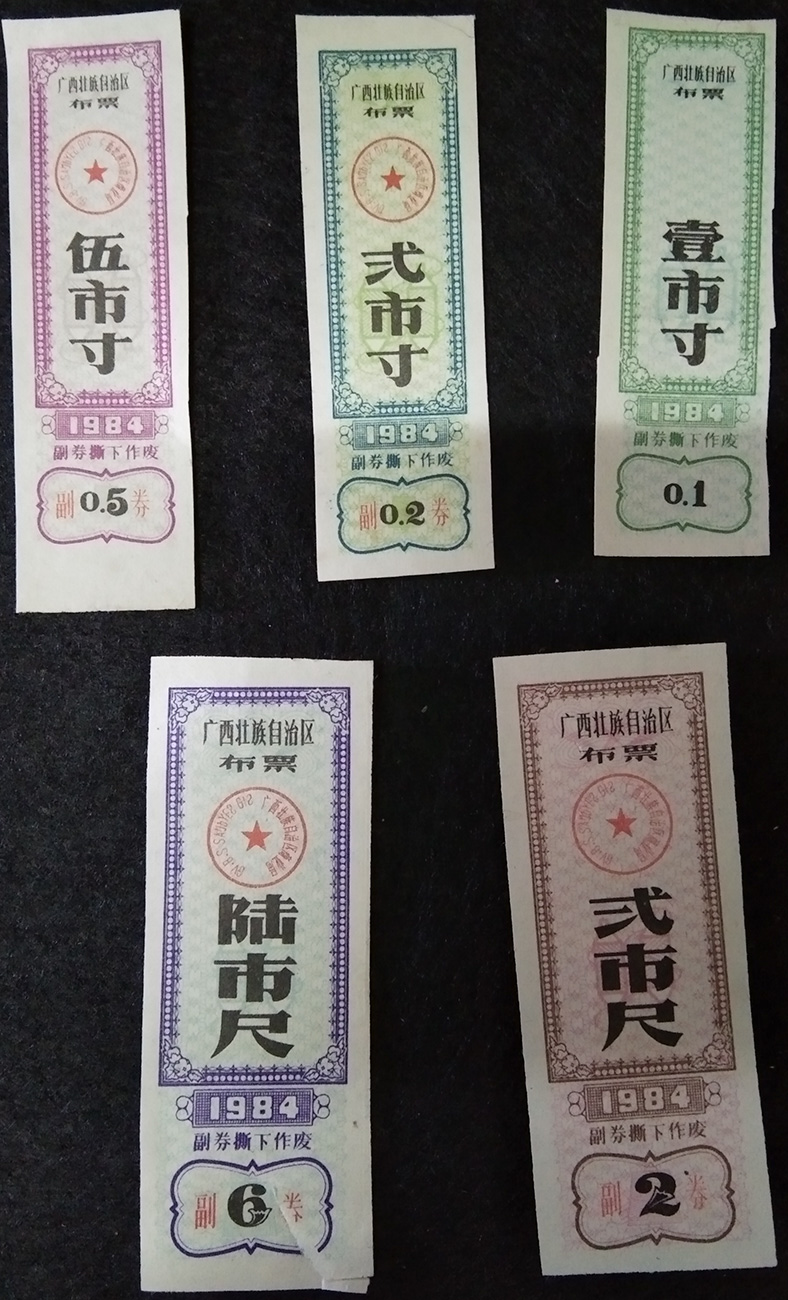 广西壮族自治区
布票
伍市寸
1984
副券撕下作废
副 0.5 券
广西壮族自治区
布票
弍市寸
1984
副券撕下作废
副 0.2 券
广西壮族自治区
布票
壹市寸
1984
副券撕下作废
0.1
广西壮族自治区
布票
陆市尺
1984
副券撕下作废
副 6 券
广西壮族自治区
布票
弍市尺
1984
副券撕下作废
副 2 券